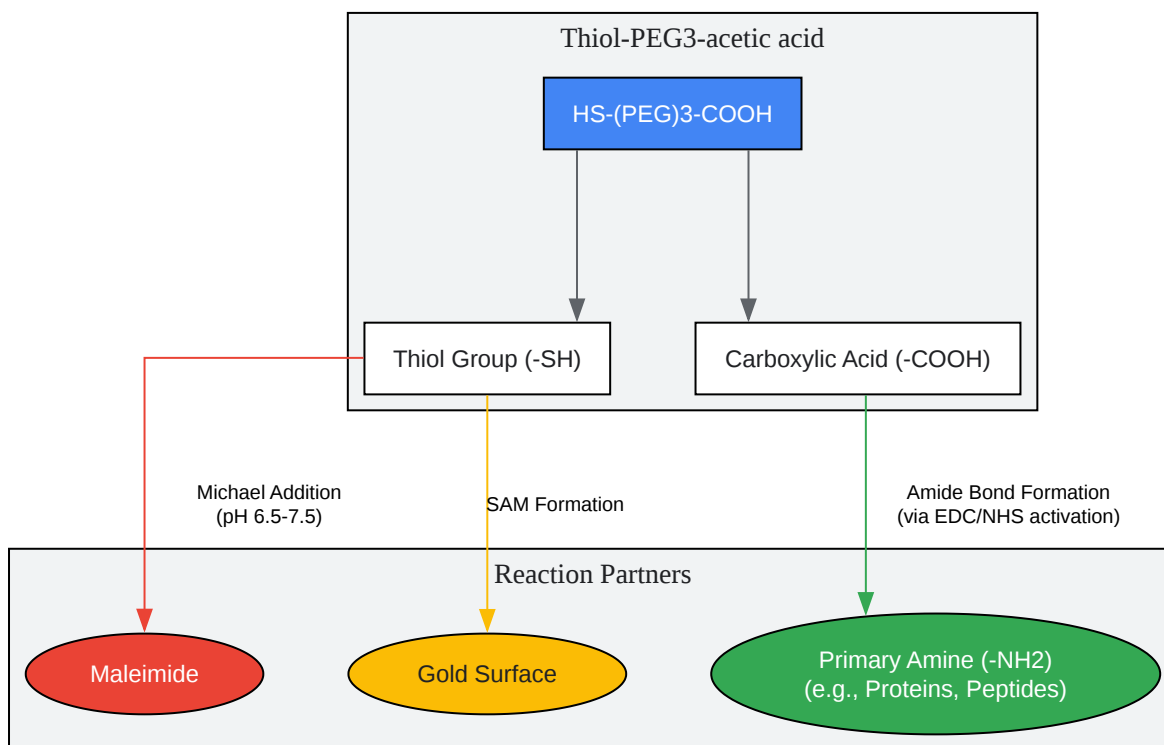 Thiol-PEG3-acetic acid
HS-(PEG)3-COOH
Thiol Group (-SH)
Carboxylic Acid (-COOH)
Michael Addition
(pH 6.5-7.5)
SAM Formation
Amide Bond Formation
(via EDC/NHS activation)
Reaction Partners
Maleimide
Gold Surface
Primary Amine (-NH2)
(e.g., Proteins, Peptides)